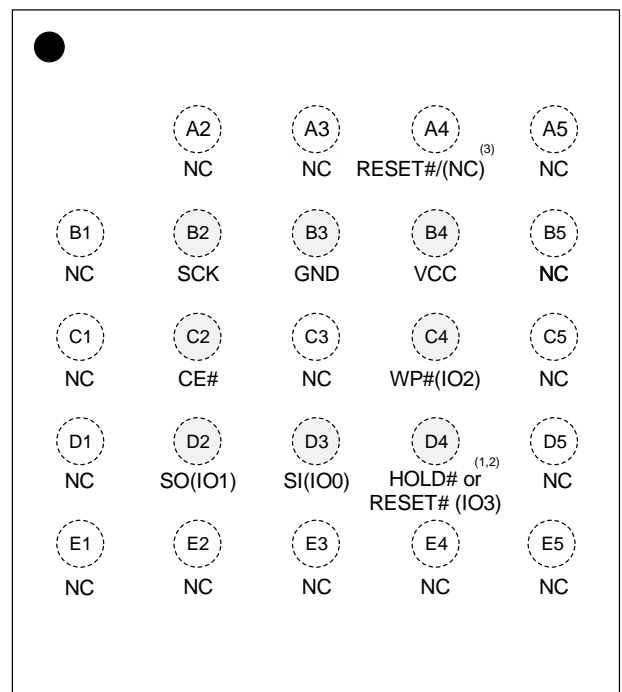 A2 A3 A4 A5
(3)
NC NC RESET#/(NC) NC
B1 B2 B3 B4 B5
NC SCK GND VCC NC
C1 C2 C3 C4 C5
NC CE# NC WP#(IO2) NC
D1 D2 D3 D4 D5
(1,2)
NC SO(IO1) SI(IO0) HOLD# or NC
RESET# (IO3)
E1 E2 E3 E4 E5
NC NC NC NC NC